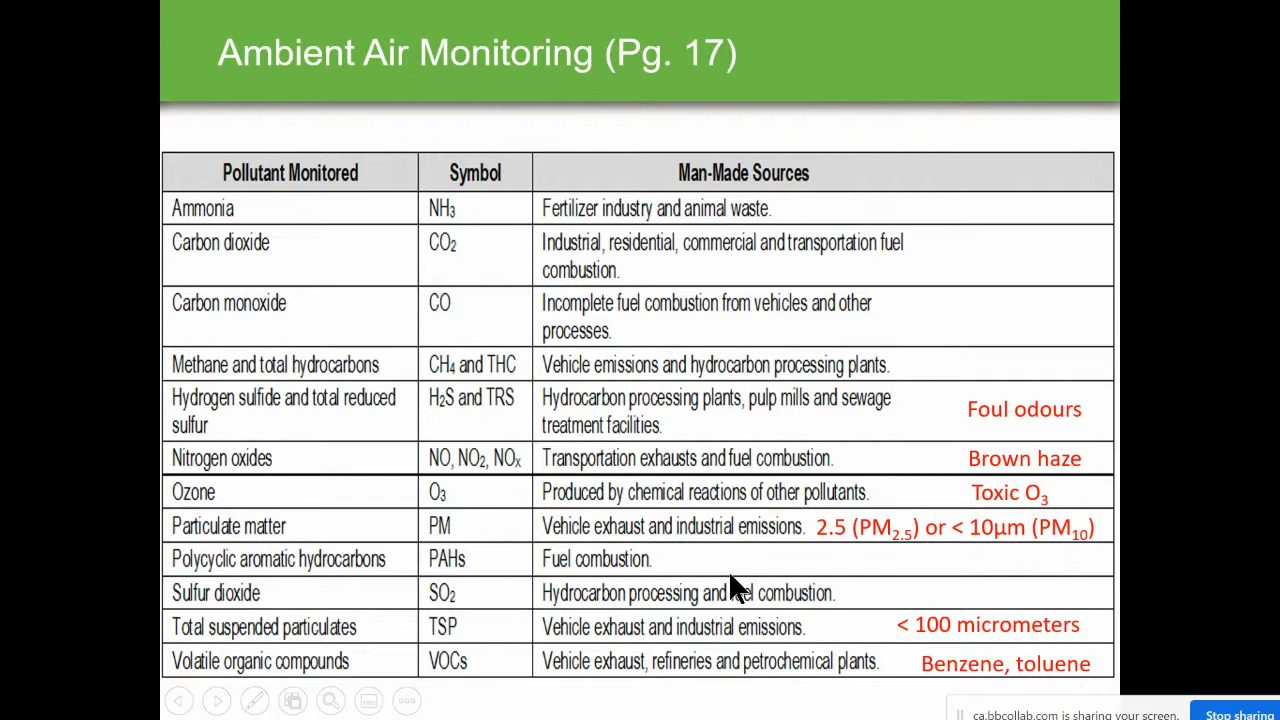 Ambient Air Monitoring (Pg. 17)
Pollutant Monitored Symbol Man-Made Sources
Ammonia NH₃ Fertilizer industry and animal waste.
Carbon dioxide CO₂ Industrial, residential, commercial and transportation fuel
combustion.
Carbon monoxide CO Incomplete fuel combustion from vehicles and other
processes.
Methane and total hydrocarbons CH₄ and THC Vehicle emissions and hydrocarbon processing plants.
Hydrogen sulfide and total reduced H₂S and TRS Hydrocarbon processing plants, pulp mills and sewage
sulfur treatment facilities. Foul odours
Nitrogen oxides NO, NO₂, NOₓ Transportation exhausts and fuel combustion. Brown haze
Ozone O₃ Produced by chemical reactions of other pollutants. Toxic O₃
Particulate matter PM Vehicle exhaust and industrial emissions. 2.5 (PM₂.₅) or < 10µm (PM₁₀)
Polycyclic aromatic hydrocarbons PAHs Fuel combustion.
Sulfur dioxide SO₂ Hydrocarbon processing and fuel combustion.
Total suspended particulates TSP Vehicle exhaust and industrial emissions. < 100 micrometers
Volatile organic compounds VOCs Vehicle exhaust, refineries and petrochemical plants. Benzene, toluene
ca.bbcollab.com is sharing your screen. Stop sharing